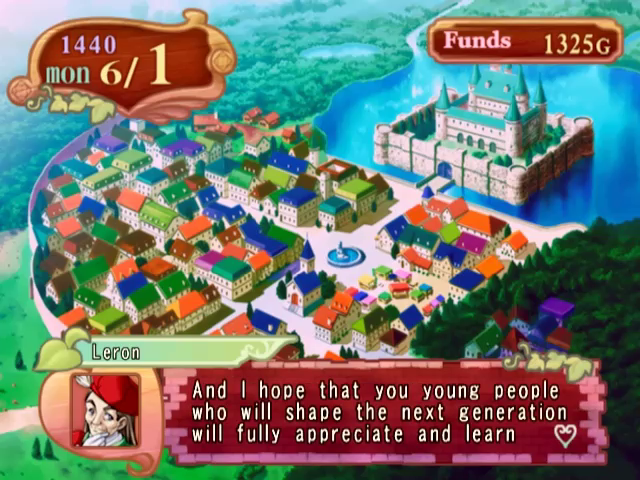 1440
mon 6/1
Funds 1325G
Leron
And I hope that you young people
who will shape the next generation
will fully appreciate and learn